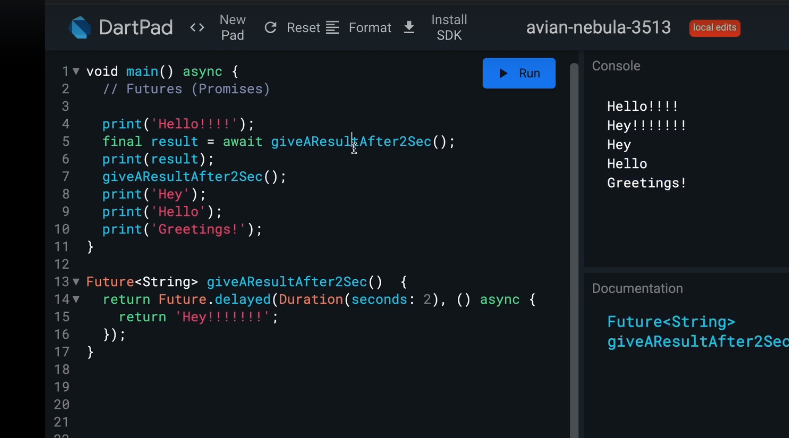 DartPad <> New Pad Reset Format Install SDK avian-nebula-3513 local edits
Run
1 void main() async {
2 // Futures (Promises)
3
4 print('Hello!!!!');
5 final result = await giveAResultAfter2Sec();
6 print(result);
7 giveAResultAfter2Sec();
8 print('Hey');
9 print('Hello');
10 print('Greetings!');
11 }
12
13 Future<String> giveAResultAfter2Sec() {
14 return Future.delayed(Duration(seconds: 2), () async {
15 return 'Hey!!!!!!!';
16 });
17 }
18
19
20
21
Console
Hello!!!!
Hey!!!!!!!
Hey
Hello
Greetings!
Documentation
Future<String>
giveAResultAfter2Sec